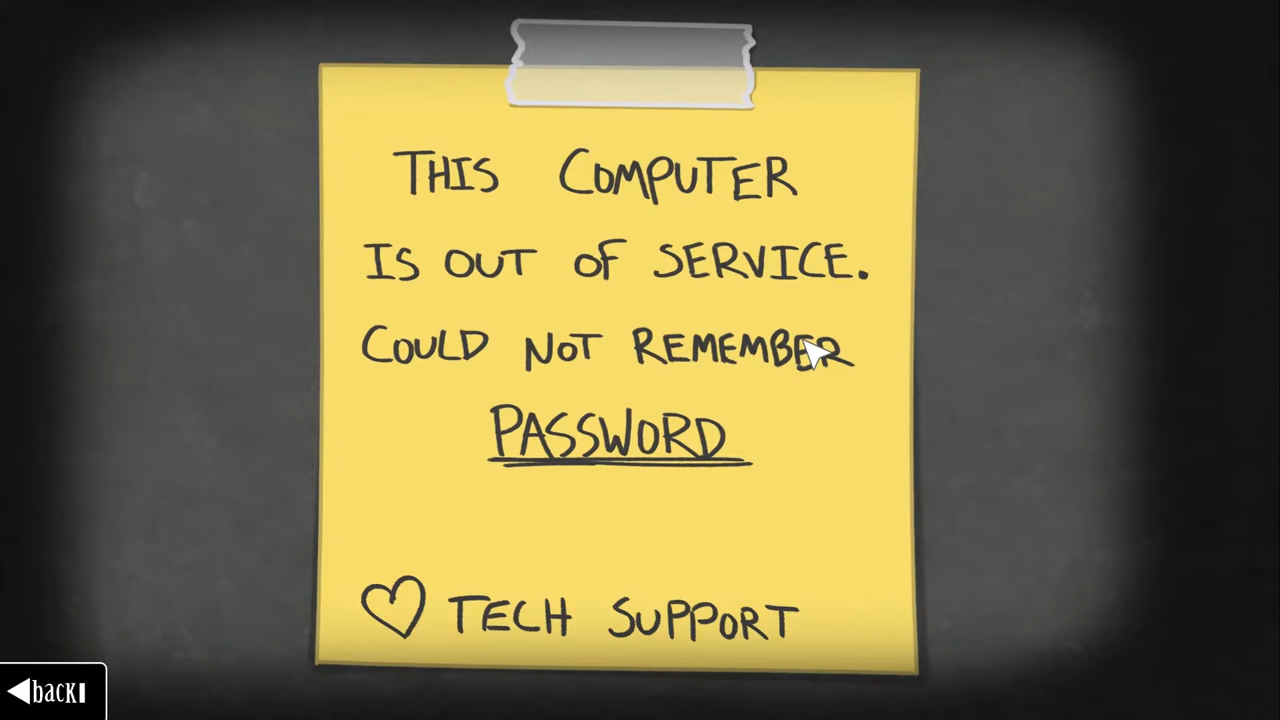 THIS COMPUTER
IS OUT OF SERVICE.
COULD NOT REMEMBER
PASSWORD
♡ TECH SUPPORT
BACK